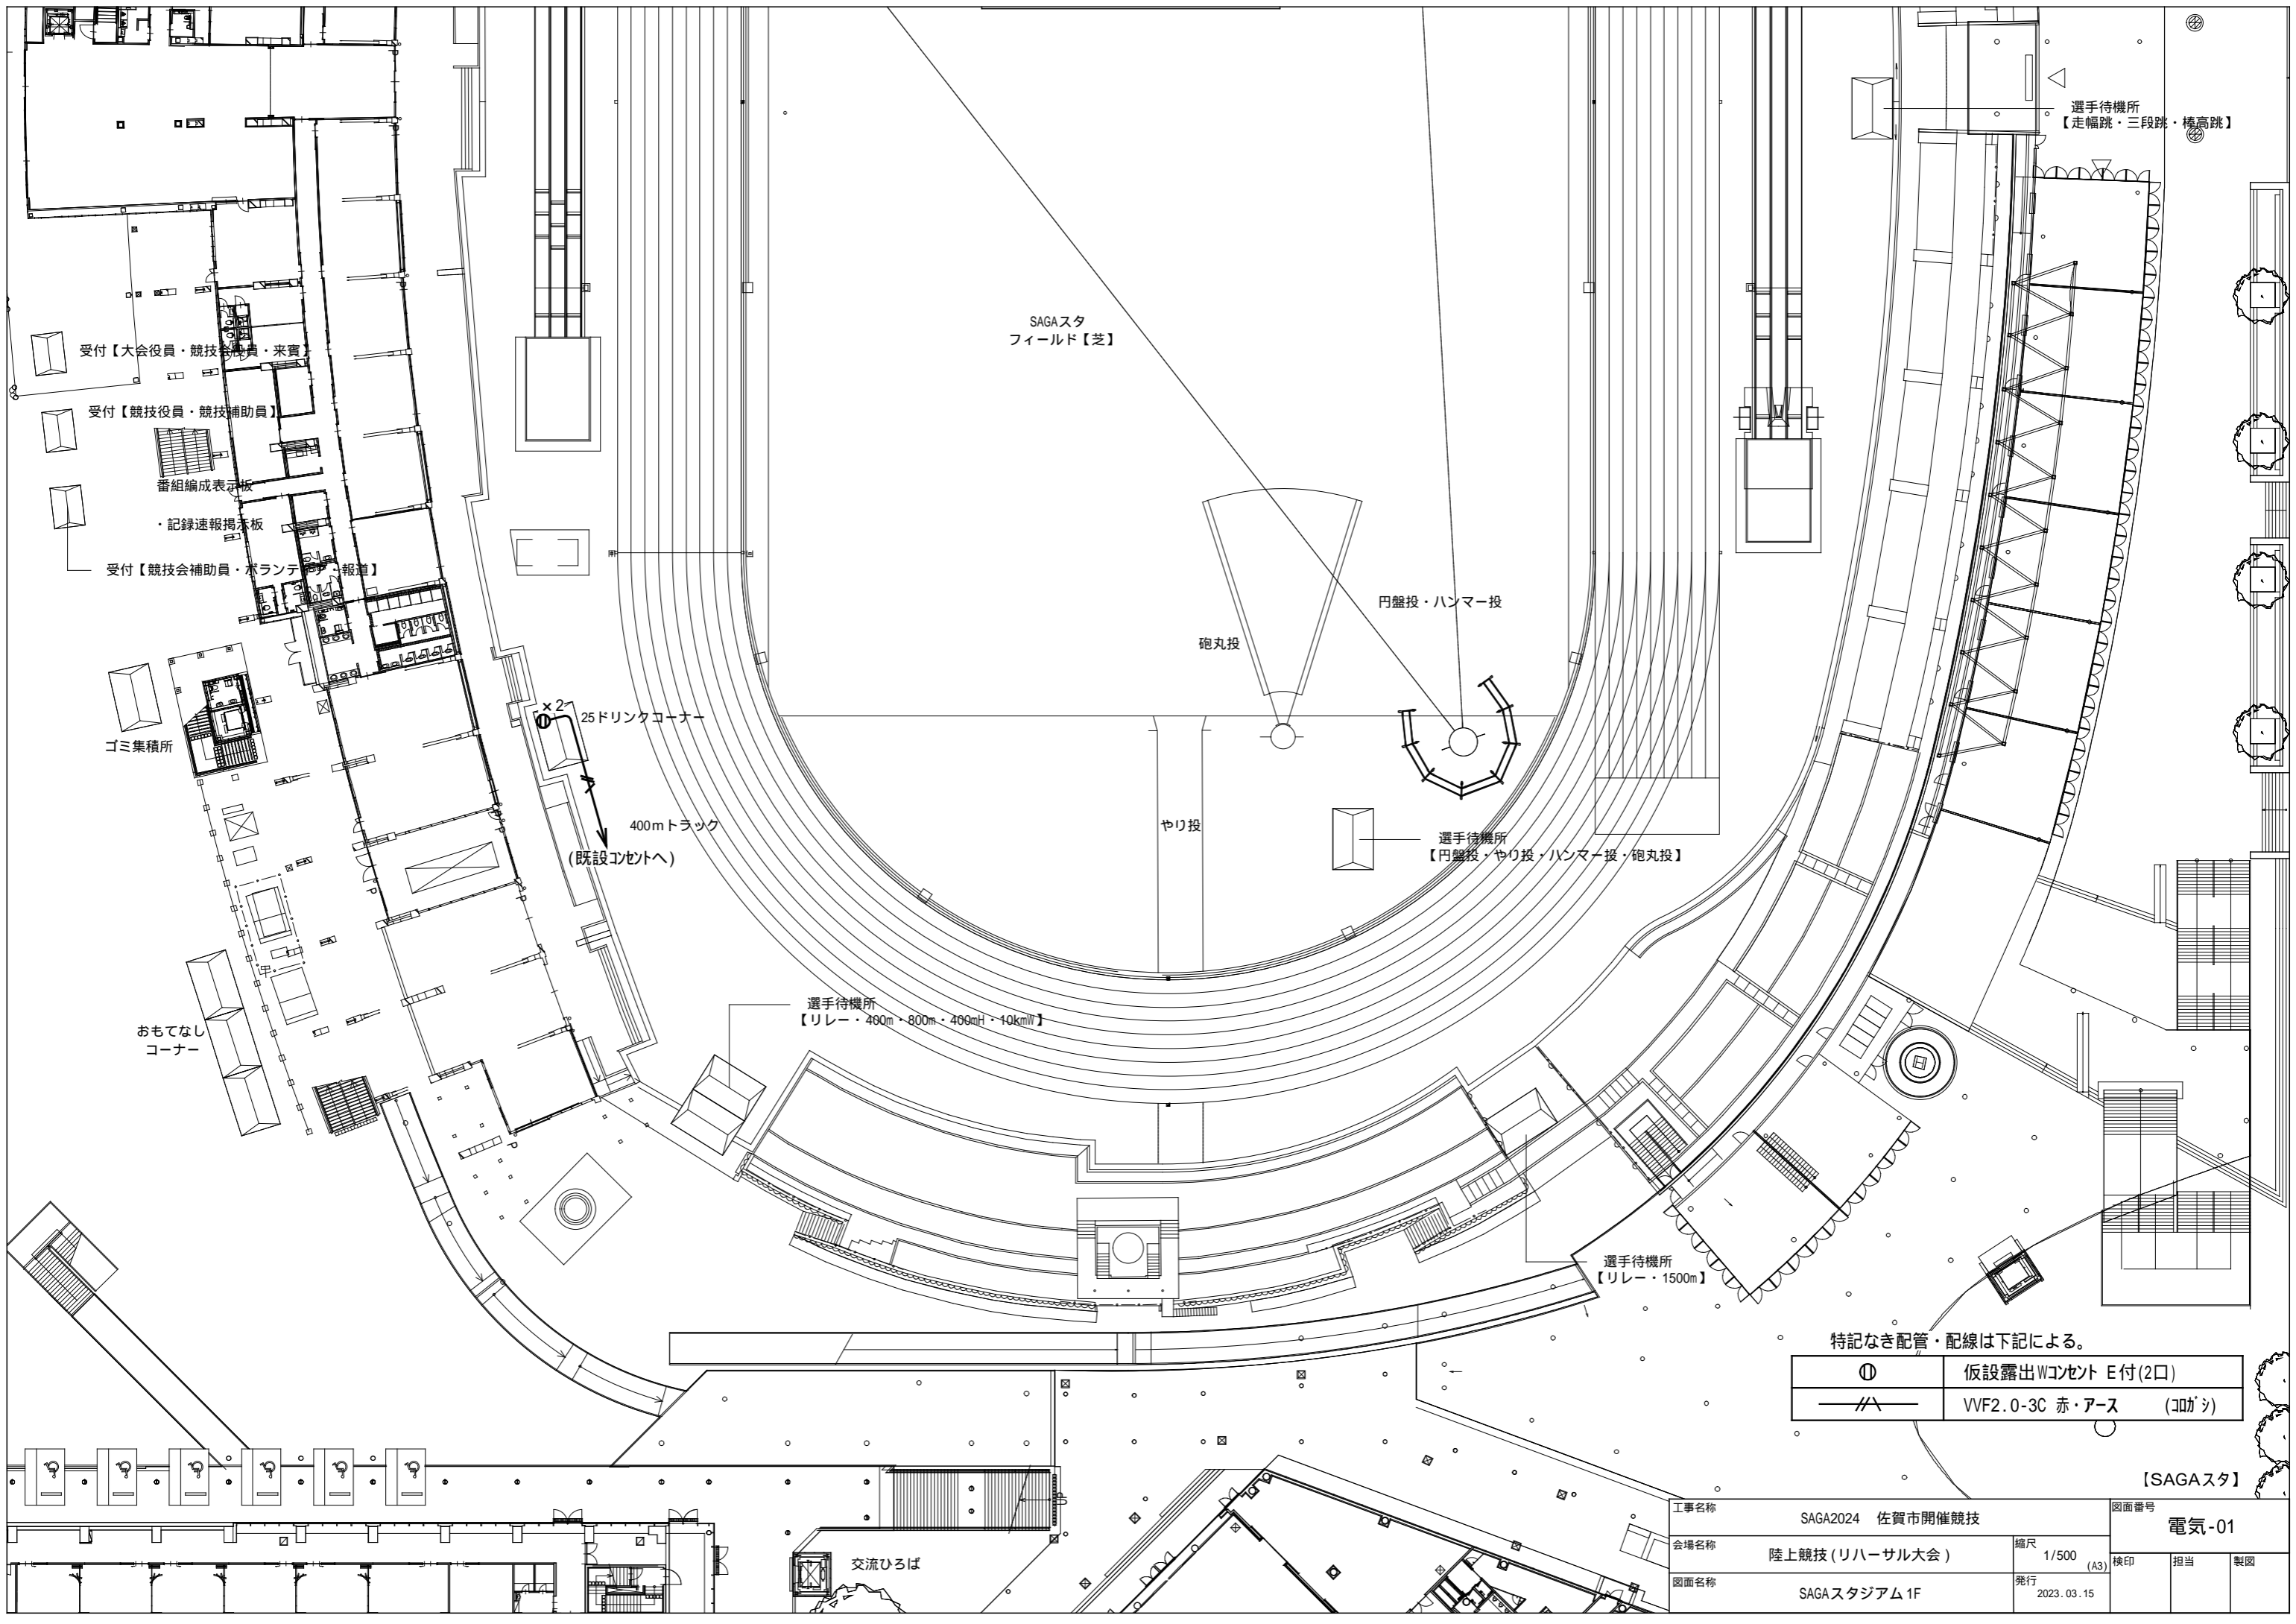 選手待機所
【走幅跳・三段跳・棒高跳】
SAGAスタ
フィールド【芝】
受付【大会役員・競技会役員・来賓】
受付【競技役員・競技補助員】
番組編成表示板
・記録速報掲示板
受付【競技会補助員・ボランティア・報道】
円盤投・ハンマー投
砲丸投
×2
25ドリンクコーナー
ゴミ集積所
400mトラック
(既設コンセントへ)
やり投
選手待機所
【円盤投・やり投・ハンマー投・砲丸投】
選手待機所
【リレー・400m・800m・400mH・10kmW】
おもてなし
コーナー
選手待機所
【リレー・1500m】
特記なき配管・配線は下記による。
仮設露出Wコンセント E付(2口)
VVF2.0-3C 赤・アース (コロガシ)
【SAGAスタ】
交流ひろば
工事名称 SAGA2024 佐賀市開催競技
図面番号 電気-01
会場名称 陸上競技(リハーサル大会)
縮尺 1/500 (A3)
検印 担当 製図
図面名称 SAGAスタジアム1F
発行 2023.03.15